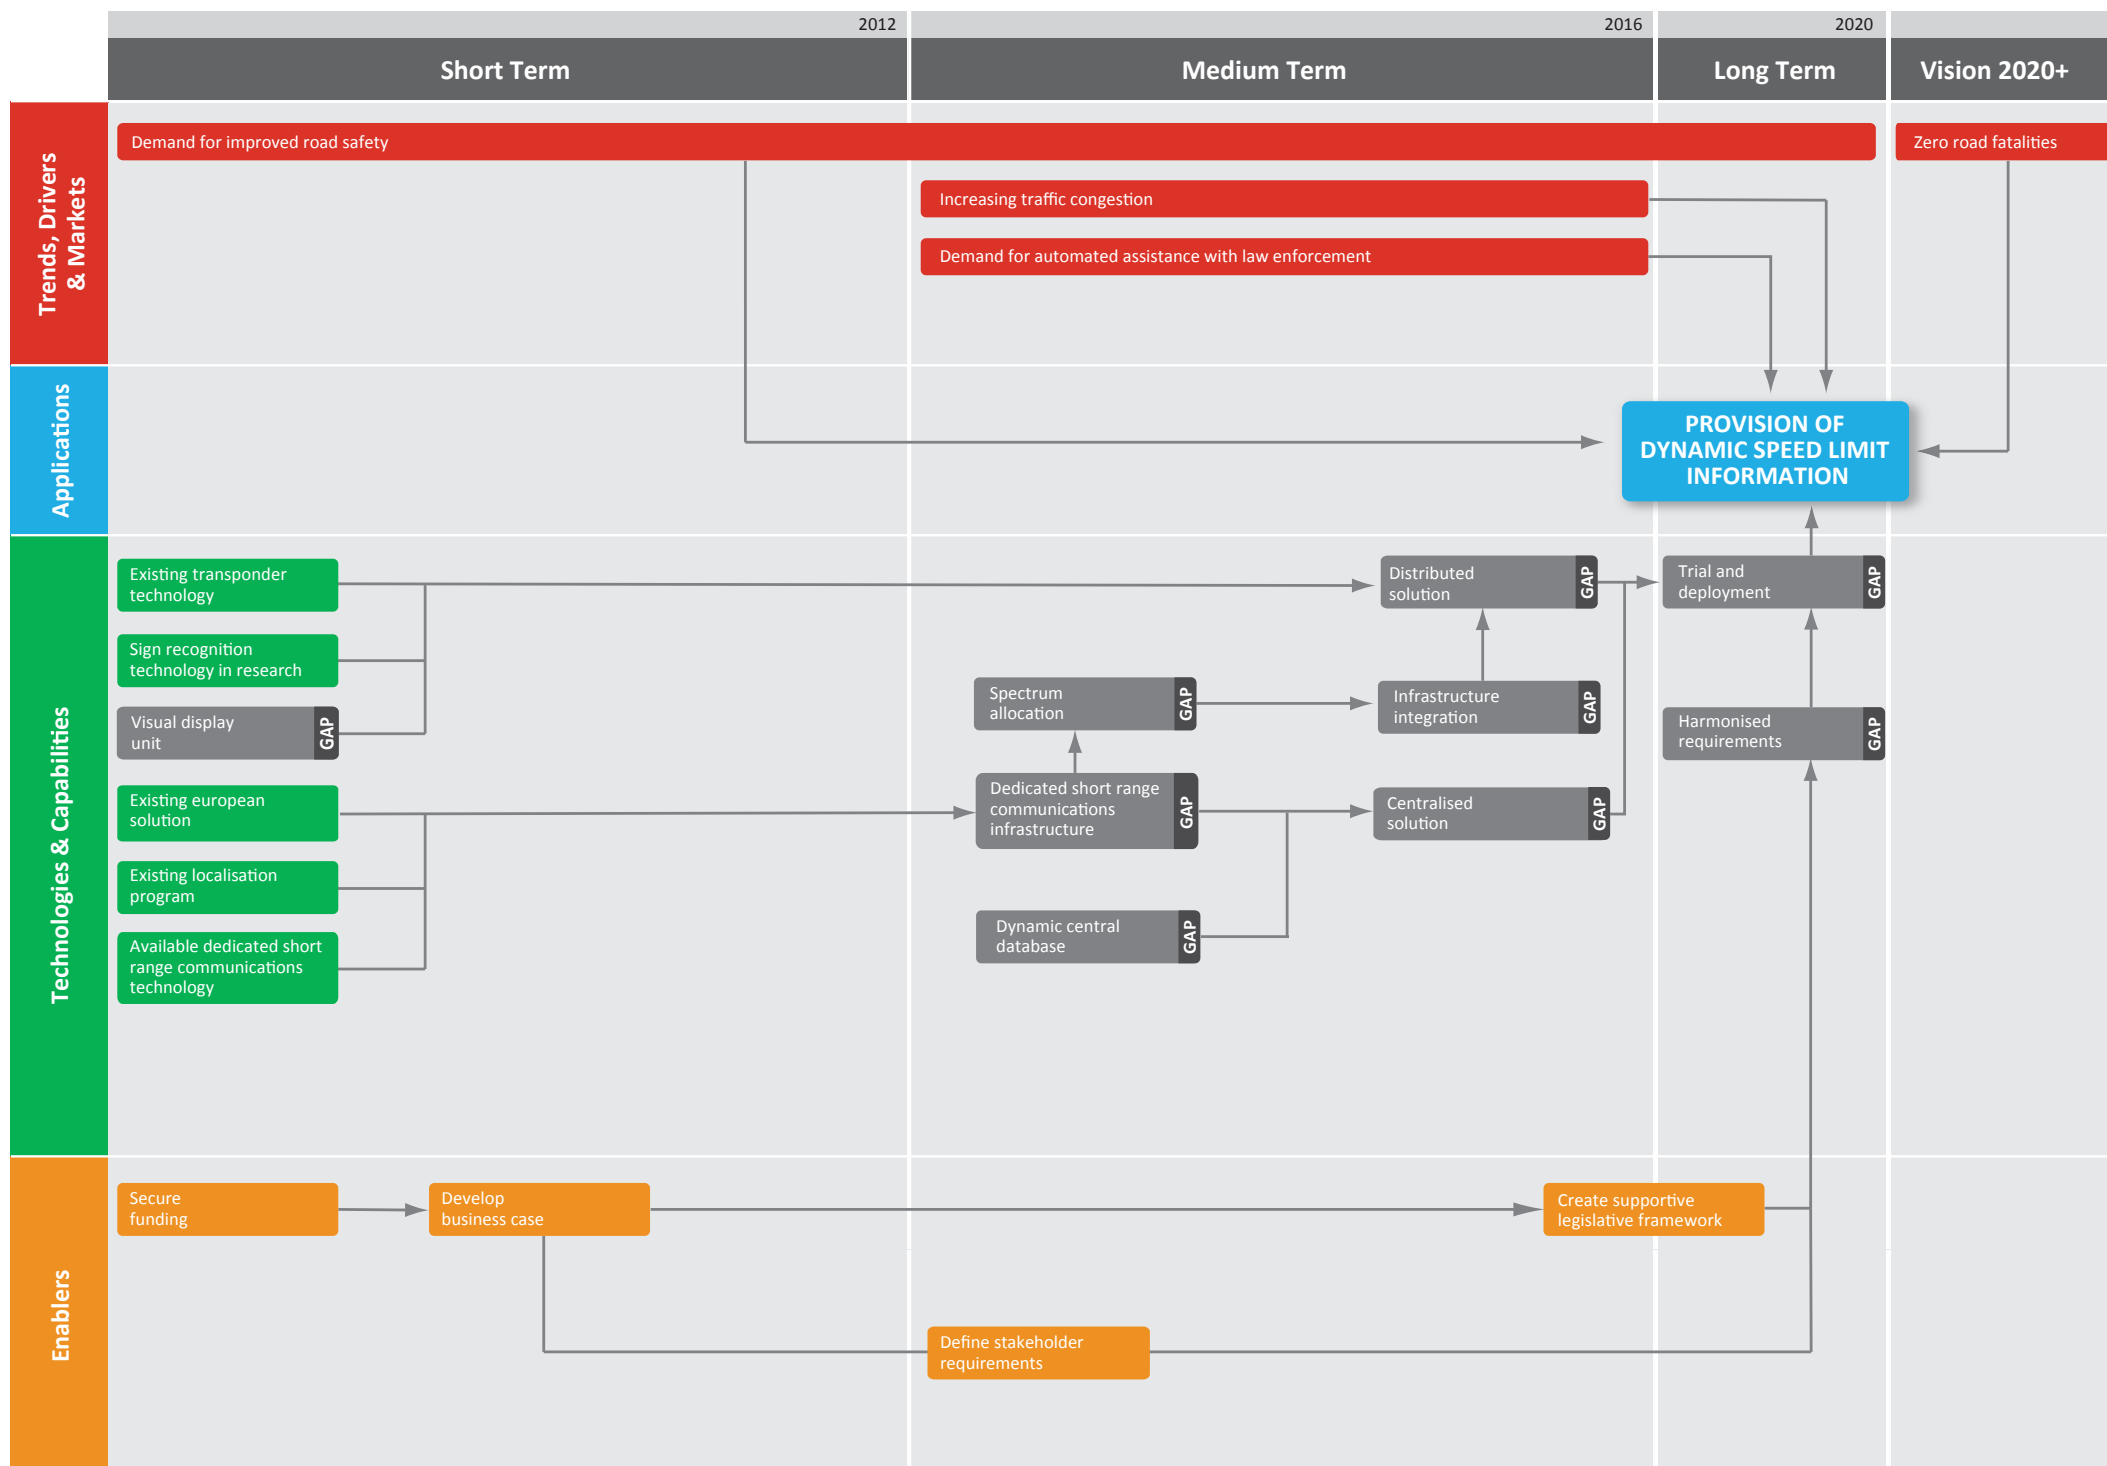 2012
2016
2020
Short Term
Medium Term
Long Term
Vision 2020+
Trends, Drivers
& Markets
Demand for improved road safety
Zero road fatalities
Increasing traffic congestion
Demand for automated assistance with law enforcement
Applications
PROVISION OF
DYNAMIC SPEED LIMIT
INFORMATION
Technologies & Capabilities
Existing transponder
technology
Sign recognition
technology in research
Visual display
unit
GAP
Existing european
solution
Existing localisation
program
Available dedicated short
range communications
technology
Spectrum
allocation
GAP
Dedicated short range
communications
infrastructure
GAP
Dynamic central
database
GAP
Distributed
solution
GAP
Infrastructure
integration
GAP
Centralised
solution
GAP
Trial and
deployment
GAP
Harmonised
requirements
GAP
Enablers
Secure
funding
Develop
business case
Create supportive
legislative framework
Define stakeholder
requirements